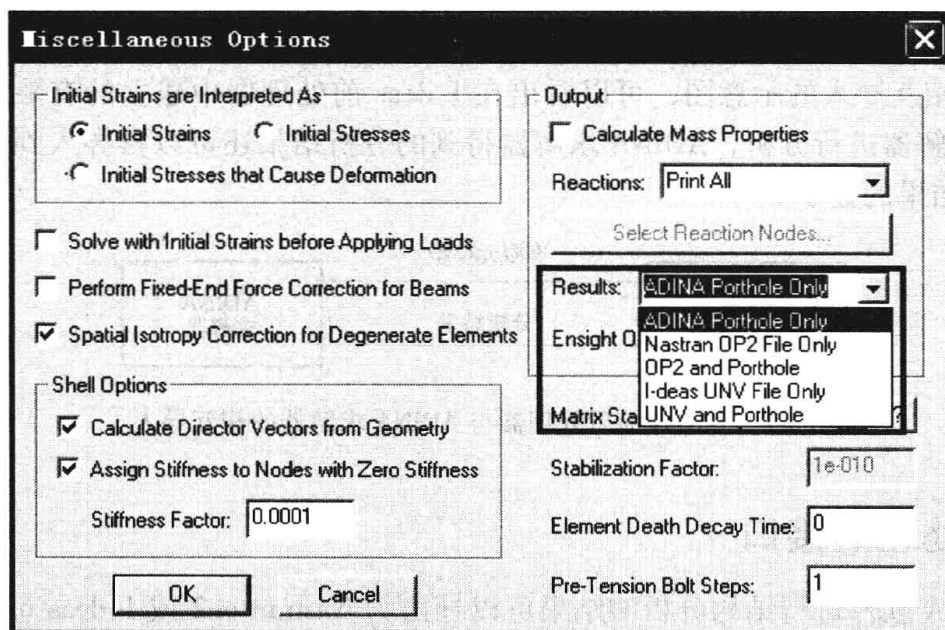 Miscellaneous Options
Initial Strains are Interpreted As
Initial Strains
Initial Stresses
Initial Stresses that Cause Deformation
Solve with Initial Strains before Applying Loads
Perform Fixed-End Force Correction for Beams
Spatial Isotropy Correction for Degenerate Elements
Shell Options
Calculate Director Vectors from Geometry
Assign Stiffness to Nodes with Zero Stiffness
Stiffness Factor: 0.0001
OK
Cancel
Output
Calculate Mass Properties
Reactions: Print All
Select Reaction Nodes...
Results: ADINA Porthole Only
ADINA Porthole Only
Nastran OP2 File Only
OP2 and Porthole
I-deas UNV File Only
UNV and Porthole
Ensight O
Matrix Sta
Stabilization Factor: 1e-010
Element Death Decay Time: 0
Pre-Tension Bolt Steps: 1